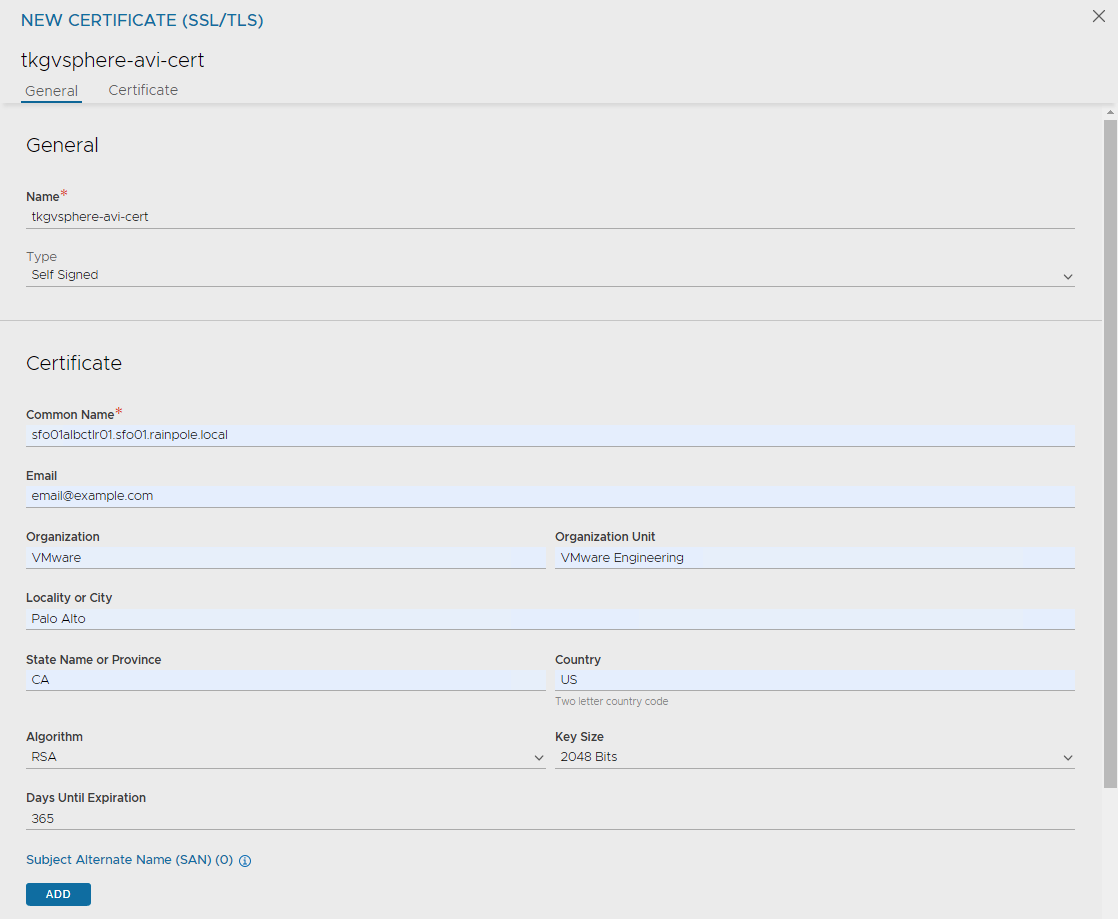 NEW CERTIFICATE (SSL/TLS)
tkgvsphere-avi-cert
General Certificate
General
Name*
tkgvsphere-avi-cert
Type
Self Signed
Certificate
Common Name*
sfo01albctlr01.sfo01.rainpole.local
Email
email@example.com
Organization Organization Unit
VMware VMware Engineering
Locality or City
Palo Alto
State Name or Province Country
CA US
Two letter country code
Algorithm Key Size
RSA 2048 Bits
Days Until Expiration
365
Subject Alternate Name (SAN) (0)
ADD